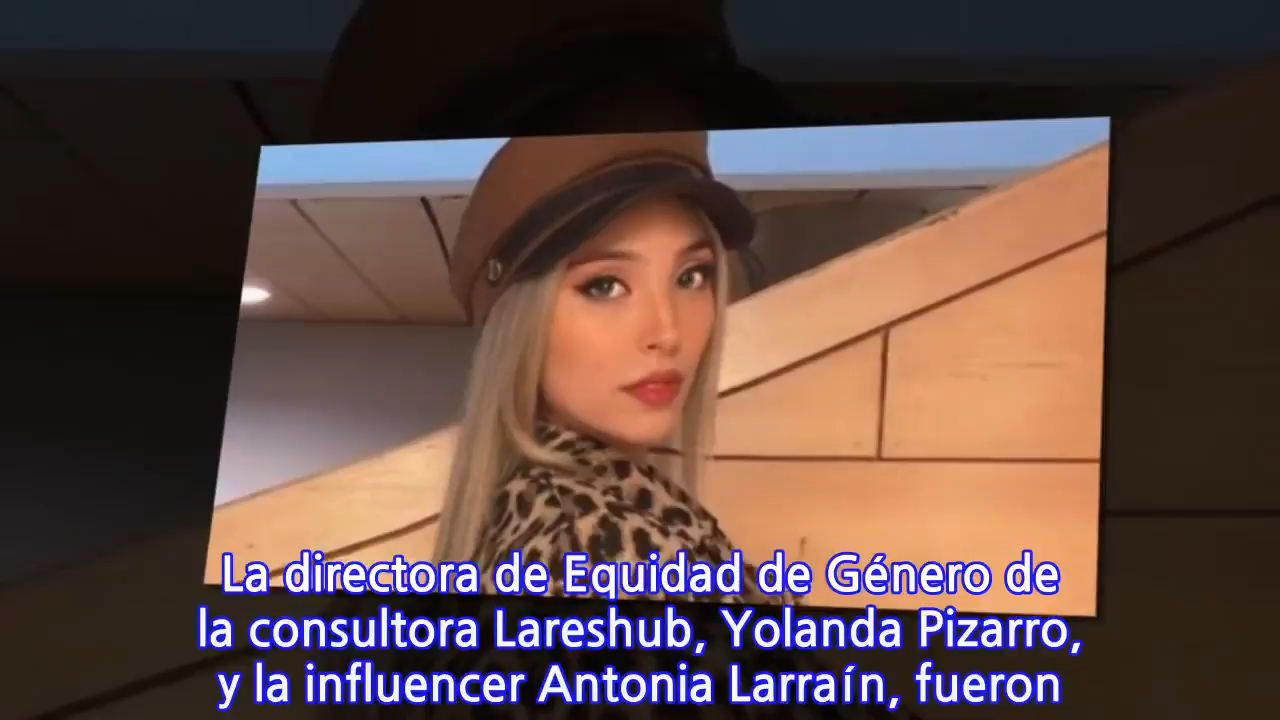 La directora de Equidad de Género de
la consultora Lareshub, Yolanda Pizarro,
y la influencer Antonia Larraín, fueron